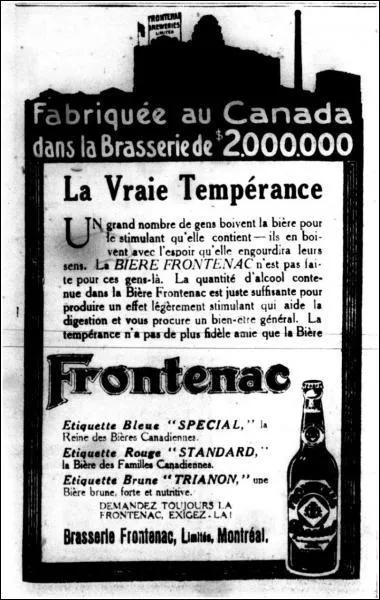 FRONTENAC
BREWERIES
LIMITED
Fabriquée au Canada
dans la Brasserie de $2.000.000
La Vraie Tempérance
UN grand nombre de gens boivent la bière pour
le stimulant qu'elle contient — ils en boi-
vent avec l'espoir qu'elle engourdira leurs
sens. La BIERE FRONTENAC n'est pas fai-
te pour ces gens-là. La quantité d'alcool conte-
nue dans la Bière Frontenac est juste suffisante pour
produire un effet légèrement stimulant qui aide la
digestion et vous procure un bien-etre général. La
tempérance n'a pas de plus fidèle amie que la Bière
Frontenac
Etiquette Bleue "SPECIAL," la
Reine des Bières Canadiennes.
Etiquette Rouge "STANDARD,"
la Bière des Familles Canadiennes.
Etiquette Brune "TRIANON," une
Bière brune, forte et nutritive.
DEMANDEZ TOUJOURS LA
FRONTENAC, EXIGEZ-LA!
Brasserie Frontenac, Limitée, Montréal.